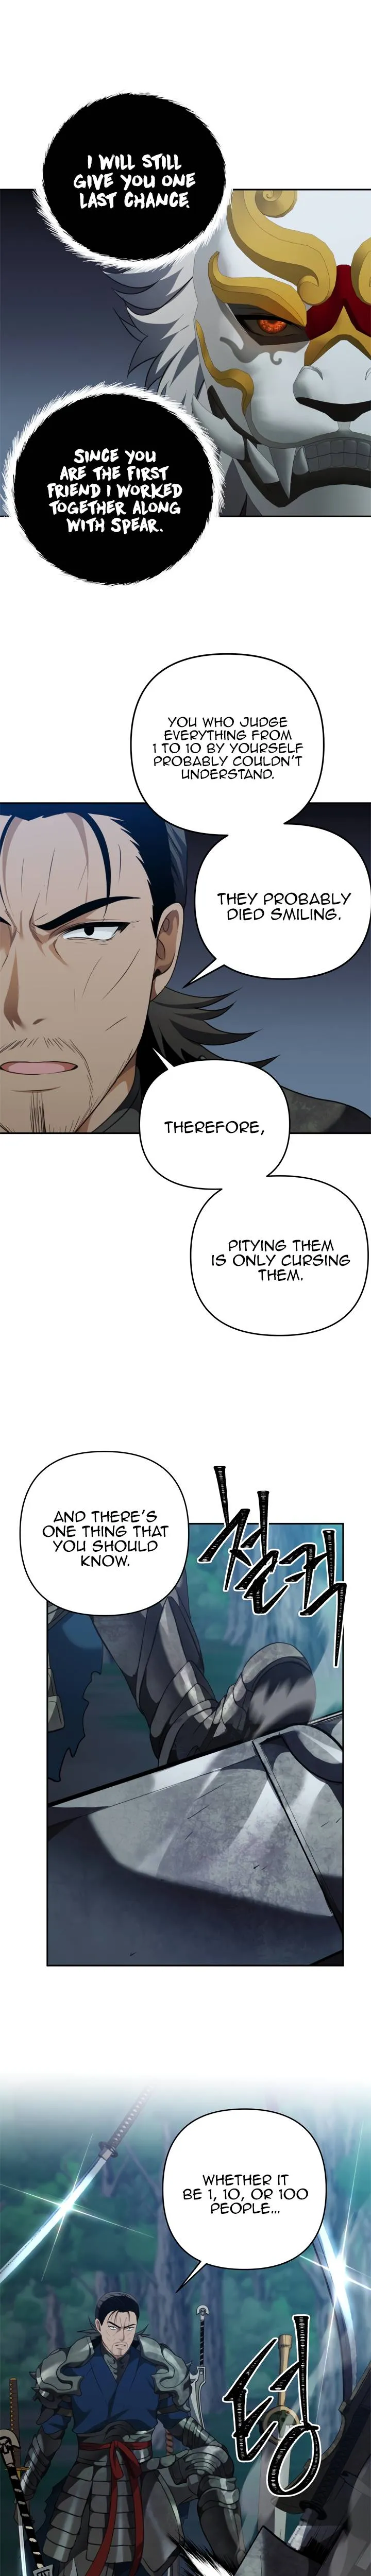 I WILL STILL
GIVE YOU ONE
LAST CHANCE.
SINCE YOU
ARE THE FIRST
FRIEND I WORKED
TOGETHER ALONG
WITH SPEAR.
YOU WHO JUDGE
EVERYTHING FROM
1 TO 10 BY YOURSELF
PROBABLY COULDN'T
UNDERSTAND.
THEY PROBABLY
DIED SMILING.
THEREFORE,
PITYING THEM
IS ONLY CURSING
THEM.
AND THERE'S
ONE THING THAT
YOU SHOULD
KNOW.
WHETHER IT
BE 1, 10, OR 100
PEOPLE...
텅